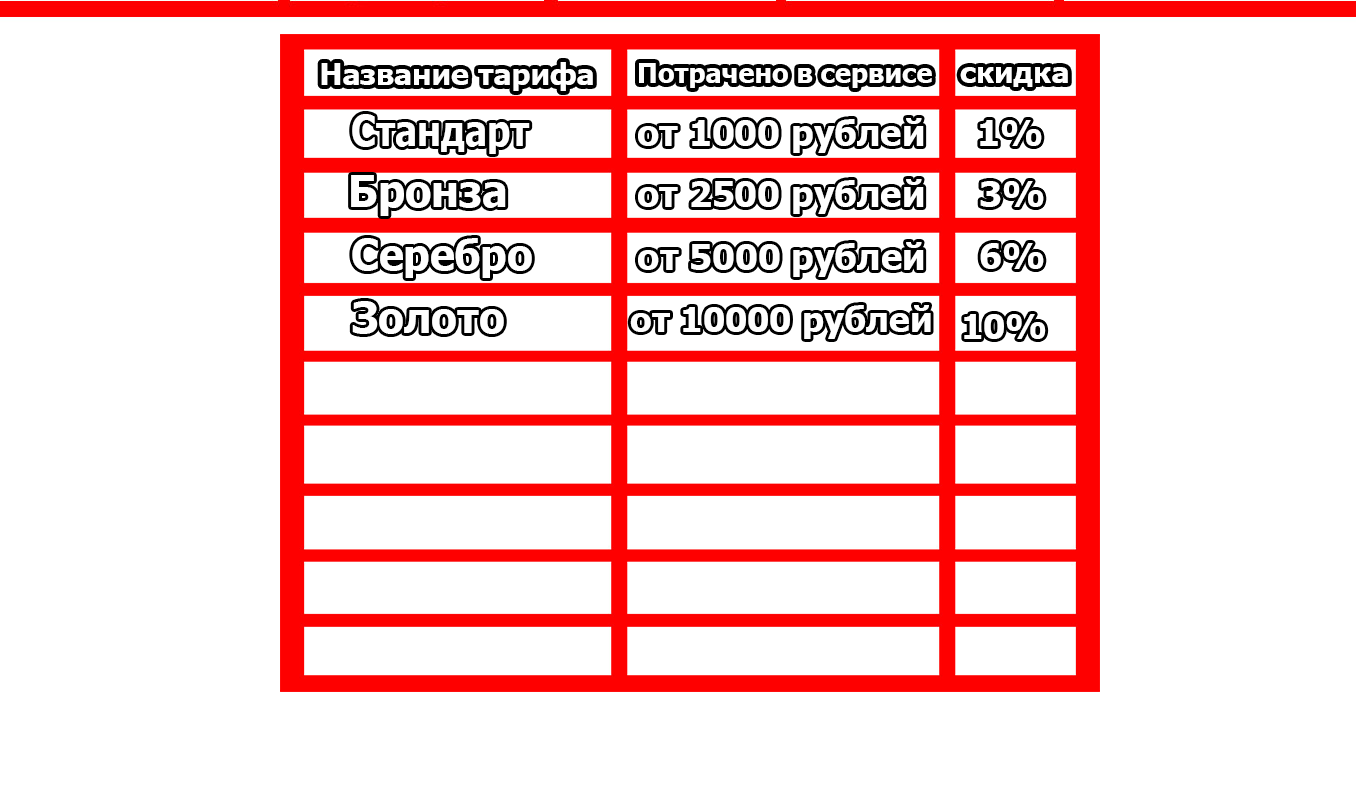 Название тарифа Потрачено в сервисе скидка
Стандарт от 1000 рублей 1%
Бронза от 2500 рублей 3%
Серебро от 5000 рублей 6%
Золото от 10000 рублей 10%